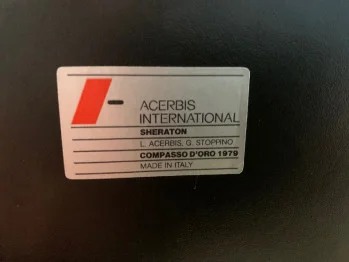 ACERBIS
INTERNATIONAL
SHERATON
L. ACERBIS, G. STOPPINO
COMPASSO D'ORO 1979
MADE IN ITALY